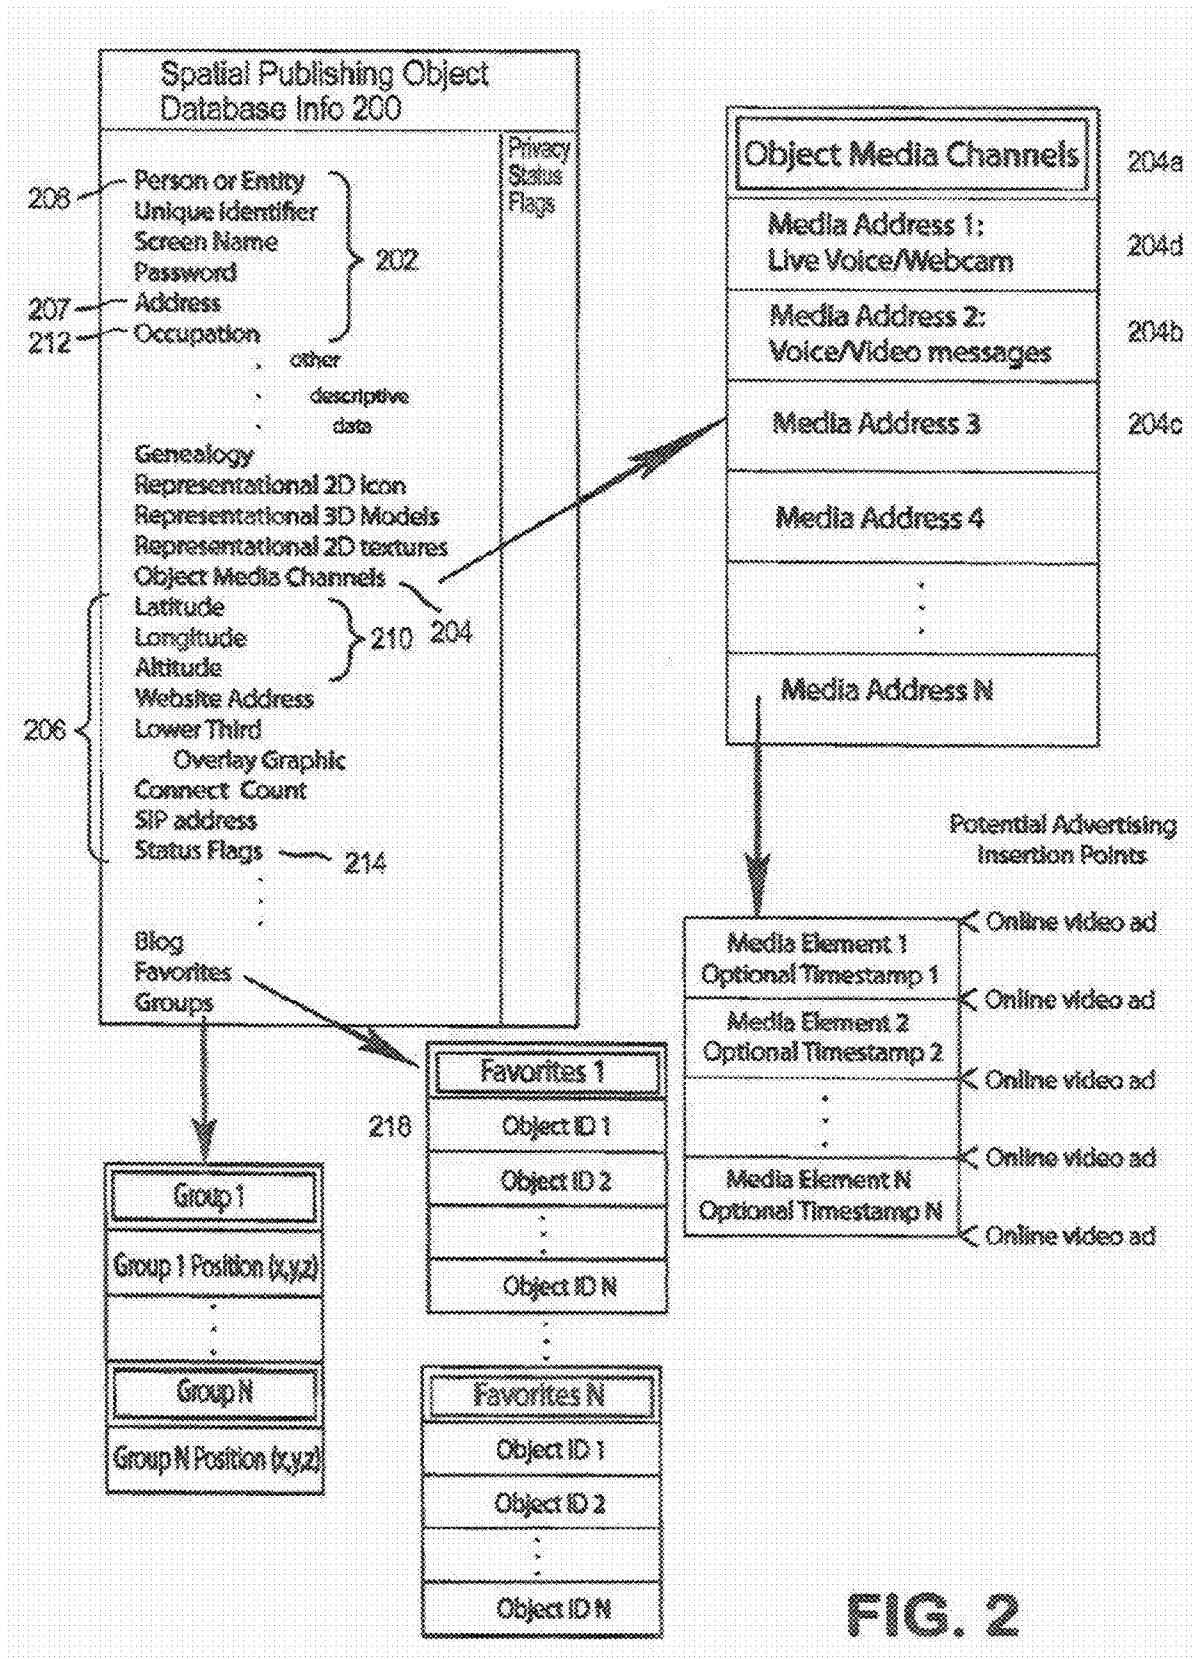 Spatial Publishing Object
Database Info 200
Privacy
Status
Flags
208
Person or Entity
Unique Identifier
Screen Name
Password
207
Address
212
Occupation
202
other
descriptive
data
Genealogy
Representational 2D icon
Representational 3D Models
Representational 2D textures
Object Media Channels
204
Latitude
Longitude
Altitude
210
Website Address
206
Lower Third
Overlay Graphic
Connect Count
SIP address
Status Flags
214
Blog
Favorites
Groups
Object Media Channels
204a
Media Address 1:
Live Voice/Webcam
204d
Media Address 2:
Voice/Video messages
204b
Media Address 3
204c
Media Address 4
Media Address N
Potential Advertising
Insertion Points
Media Element 1
Optional Timestamp 1
Media Element 2
Optional Timestamp 2
Media Element N
Optional Timestamp N
Online video ad
Online video ad
Online video ad
Online video ad
Online video ad
Group 1
Group 1 Position (x,y,z)
Group N
Group N Position (x,y,z)
218
Favorites 1
Object ID 1
Object ID 2
Object ID N
Favorites N
Object ID 1
Object ID 2
Object ID N
FIG. 2